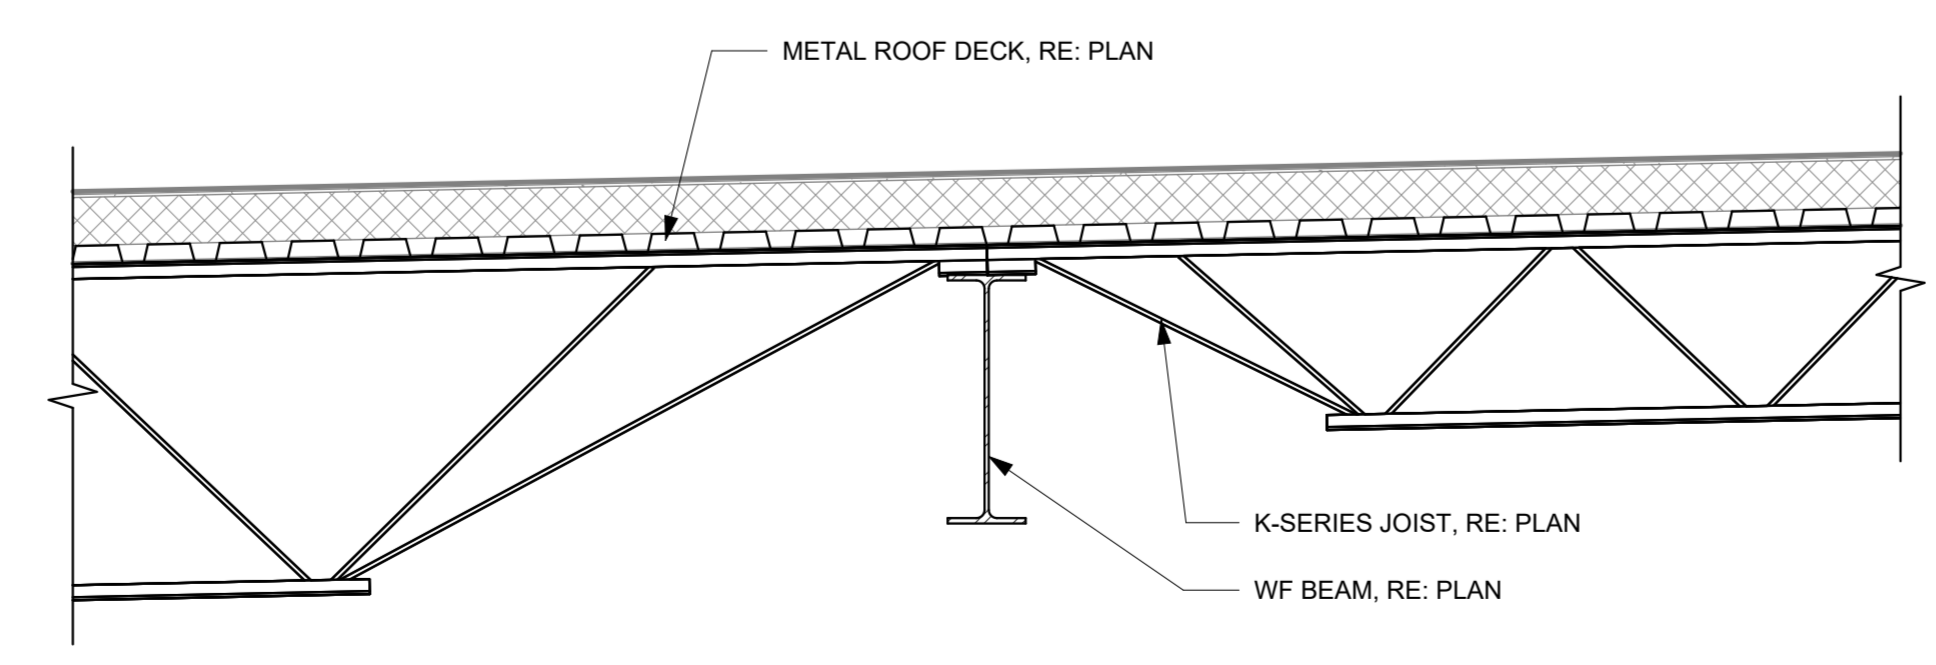 METAL ROOF DECK, RE: PLAN
K-SERIES JOIST, RE: PLAN
WF BEAM, RE: PLAN